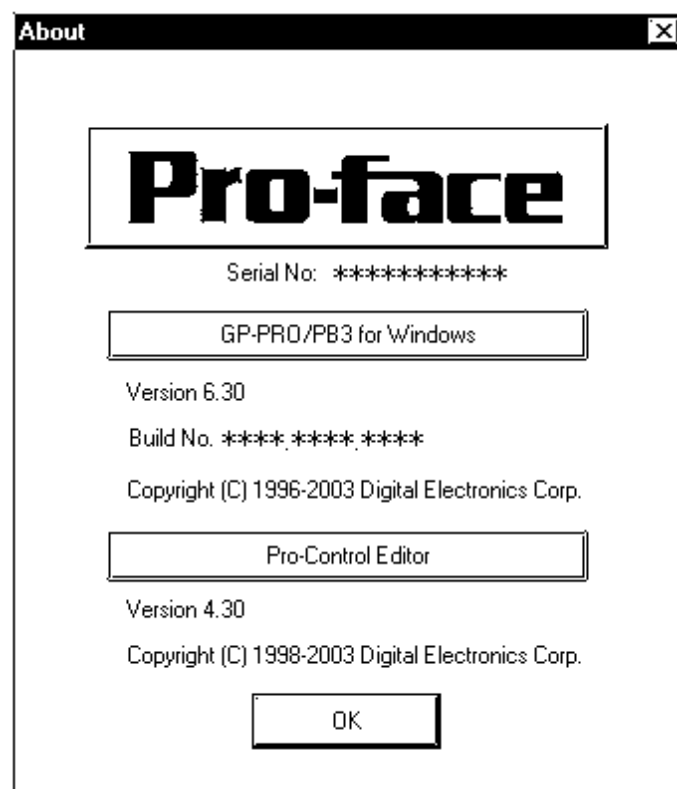 About
Pro-face
Serial No: ***********
GP-PRO/PB3 for Windows
Version 6.30
Build No. ****.****.****
Copyright (C) 1996-2003 Digital Electronics Corp.
Pro-Control Editor
Version 4.30
Copyright (C) 1998-2003 Digital Electronics Corp.
OK